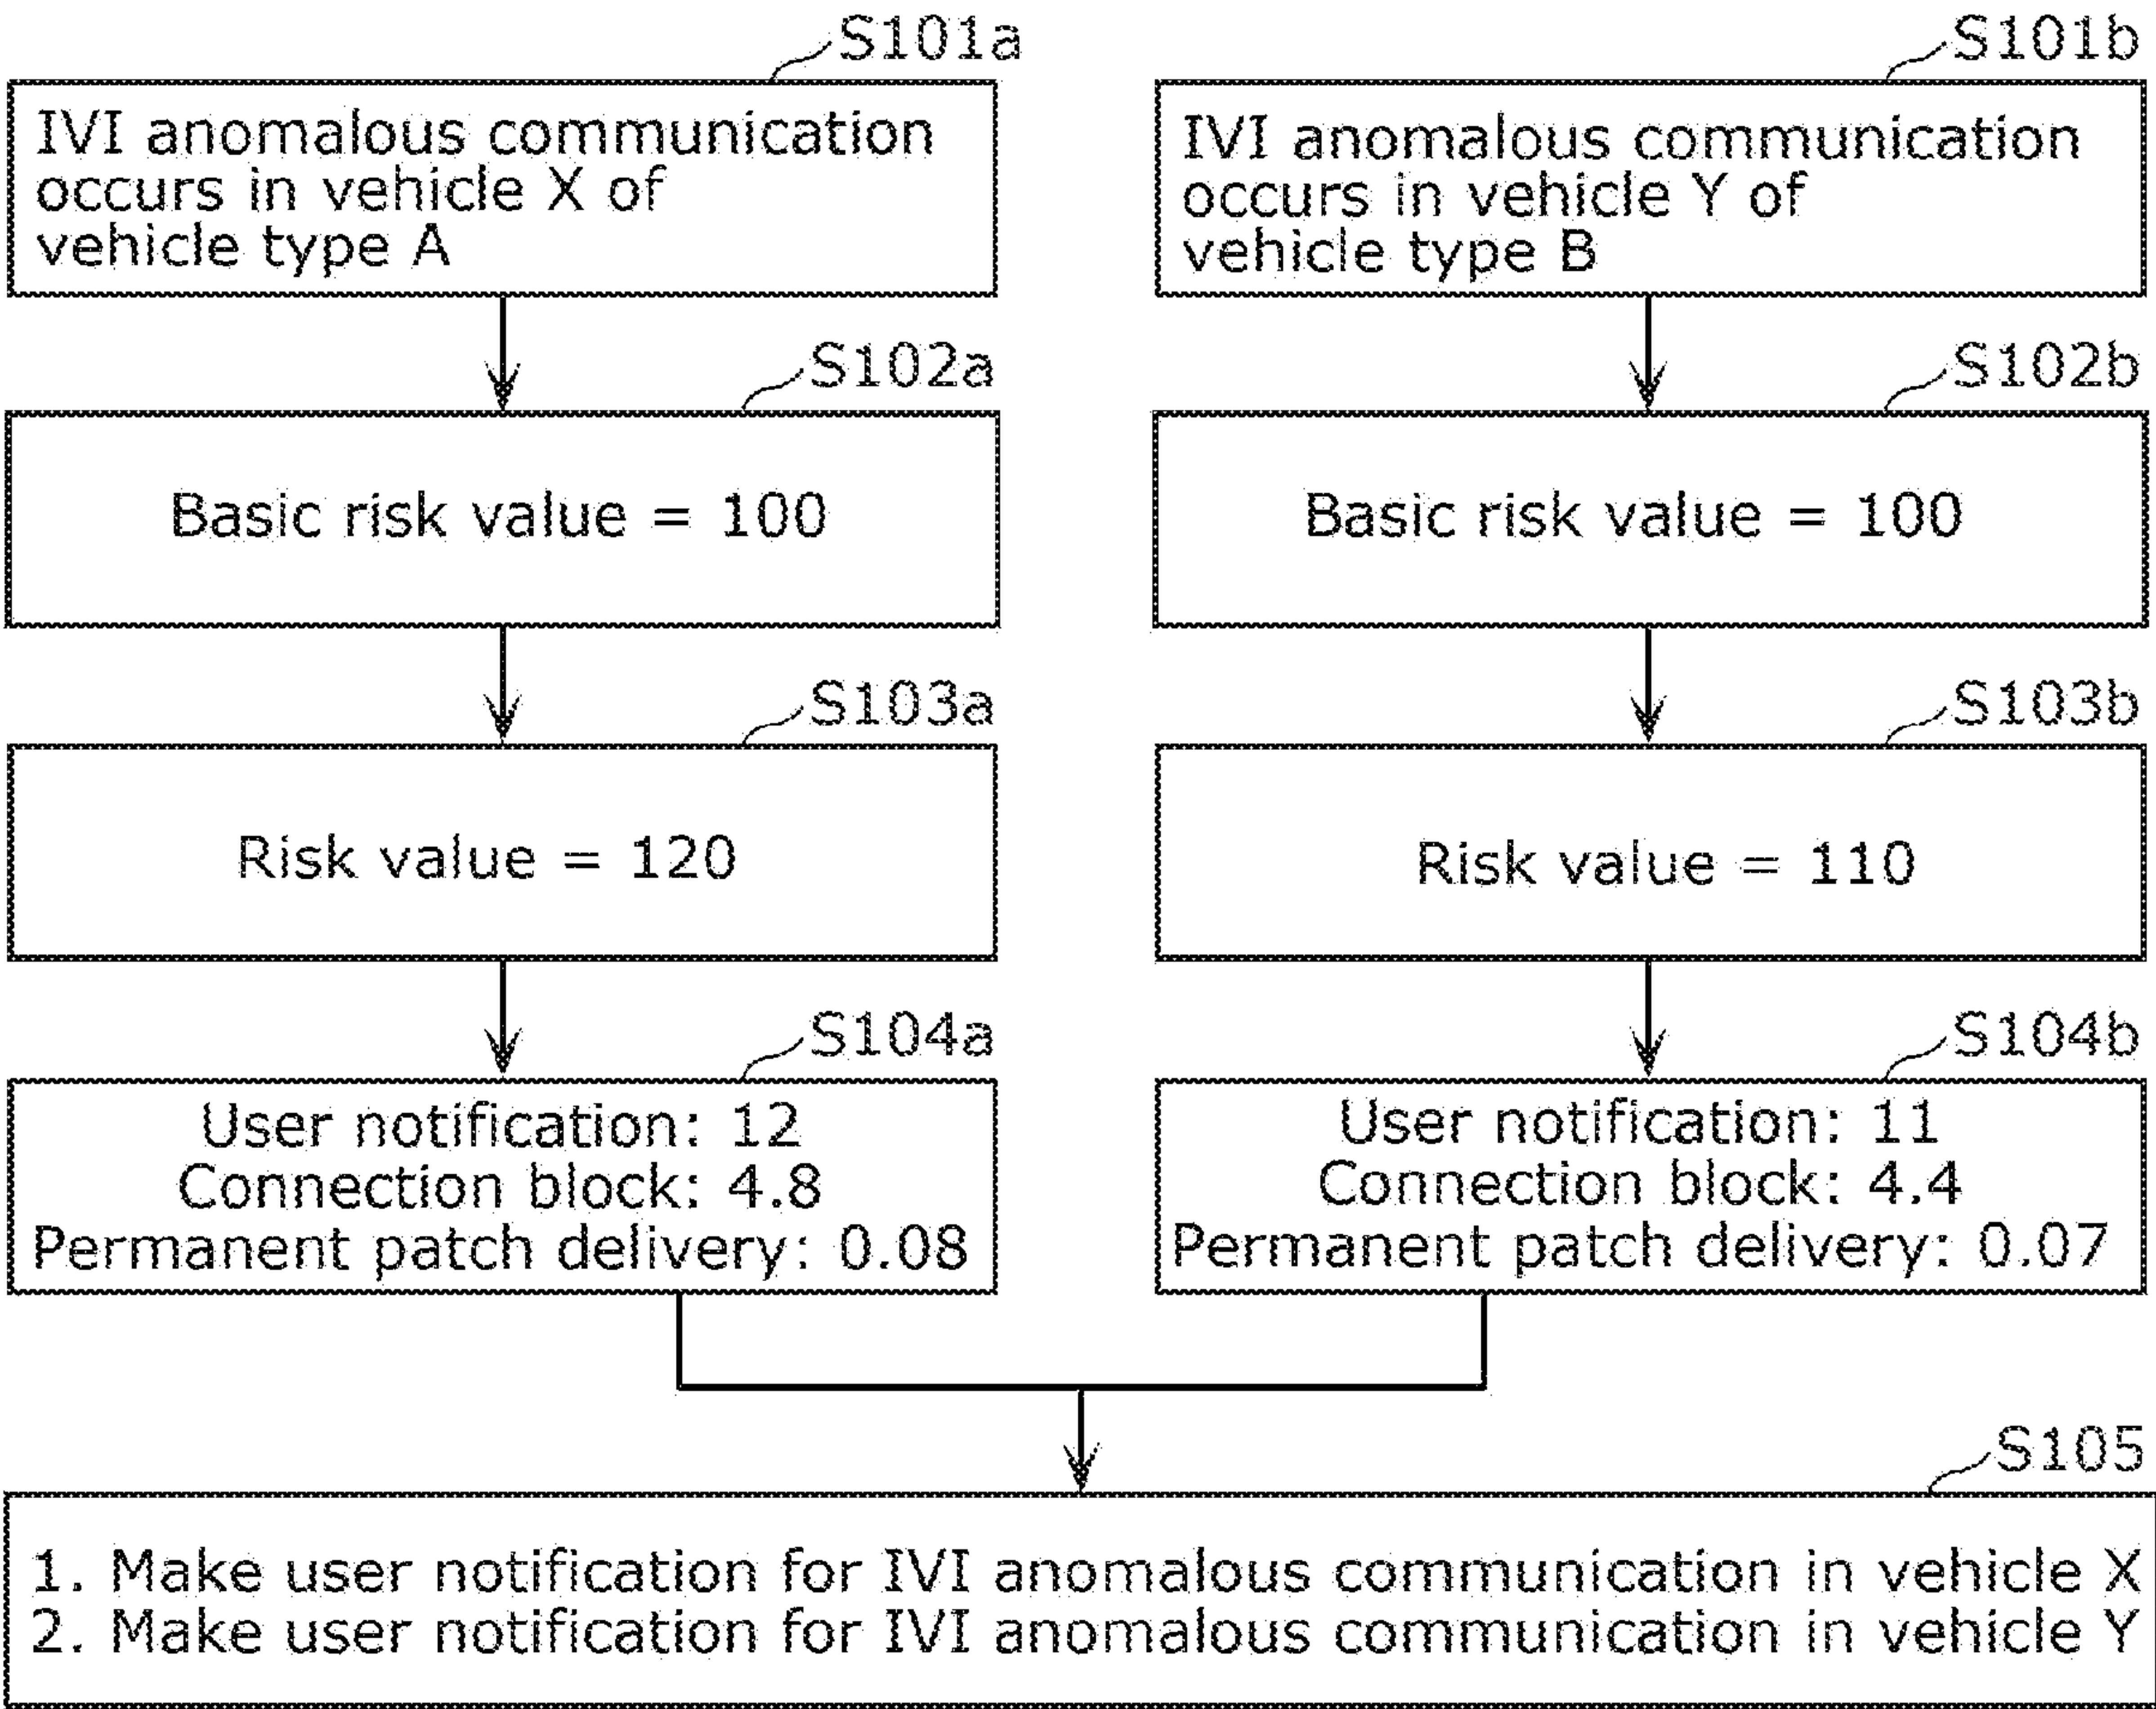 S101a
IVI anomalous communication
occurs in vehicle X of
vehicle type A
S102a
Basic risk value = 100
S103a
Risk value = 120
S104a
User notification: 12
Connection block: 4.8
Permanent patch delivery: 0.08
S101b
IVI anomalous communication
occurs in vehicle Y of
vehicle type B
S102b
Basic risk value = 100
S103b
Risk value = 110
S104b
User notification: 11
Connection block: 4.4
Permanent patch delivery: 0.07
S105
1. Make user notification for IVI anomalous communication in vehicle X
2. Make user notification for IVI anomalous communication in vehicle Y